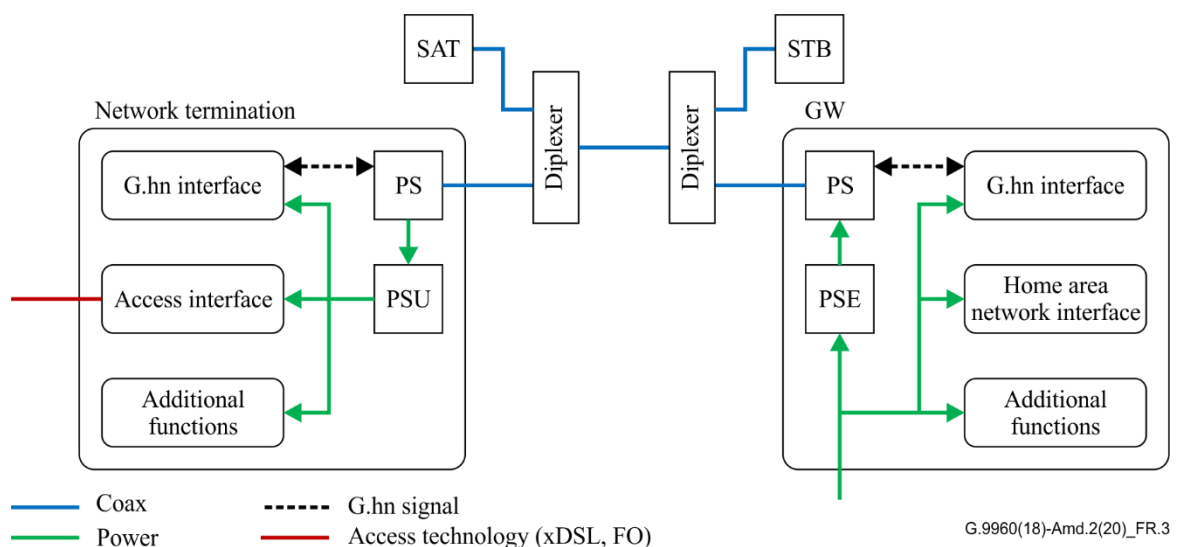 SAT
STB
Network termination
Diplexer
Diplexer
GW
G.hn interface
PS
PS
G.hn interface
Access interface
PSU
PSE
Home area
network interface
Additional
functions
Additional
functions
Coax
G.hn signal
Power
Access technology (xDSL, FO)
G.9960(18)-Amd.2(20)_FR.3